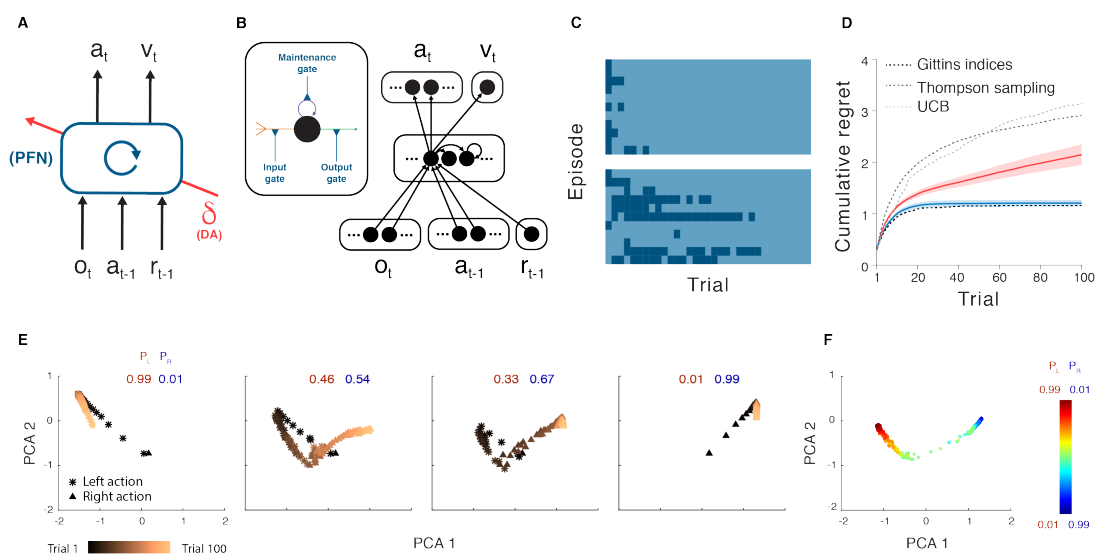 A
a_t v_t
(PFN)
δ
(DA)
o_t a_t-1 r_t-1
B
Maintenance
gate
Input
gate
Output
gate
a_t v_t
··· ···
···
···
··· ···
··· ···
o_t a_t-1 r_t-1
C
Episode
Trial
D
Cumulative regret
4
3
2
1
0
Gittins indices
Thompson sampling
UCB
1 20 40 60 80 100
Trial
E
P_L P_R
0.99 0.01
0.46 0.54
0.33 0.67
0.01 0.99
PCA 2
1
0
-1
-2
Left action
Right action
-2 -1 0 1 2
Trial 1 Trial 100
PCA 1
F
P_L P_R
0.99 0.01
0.01 0.99
PCA 2
1
0
-1
-2
-2 -1 0 1 2
PCA 1